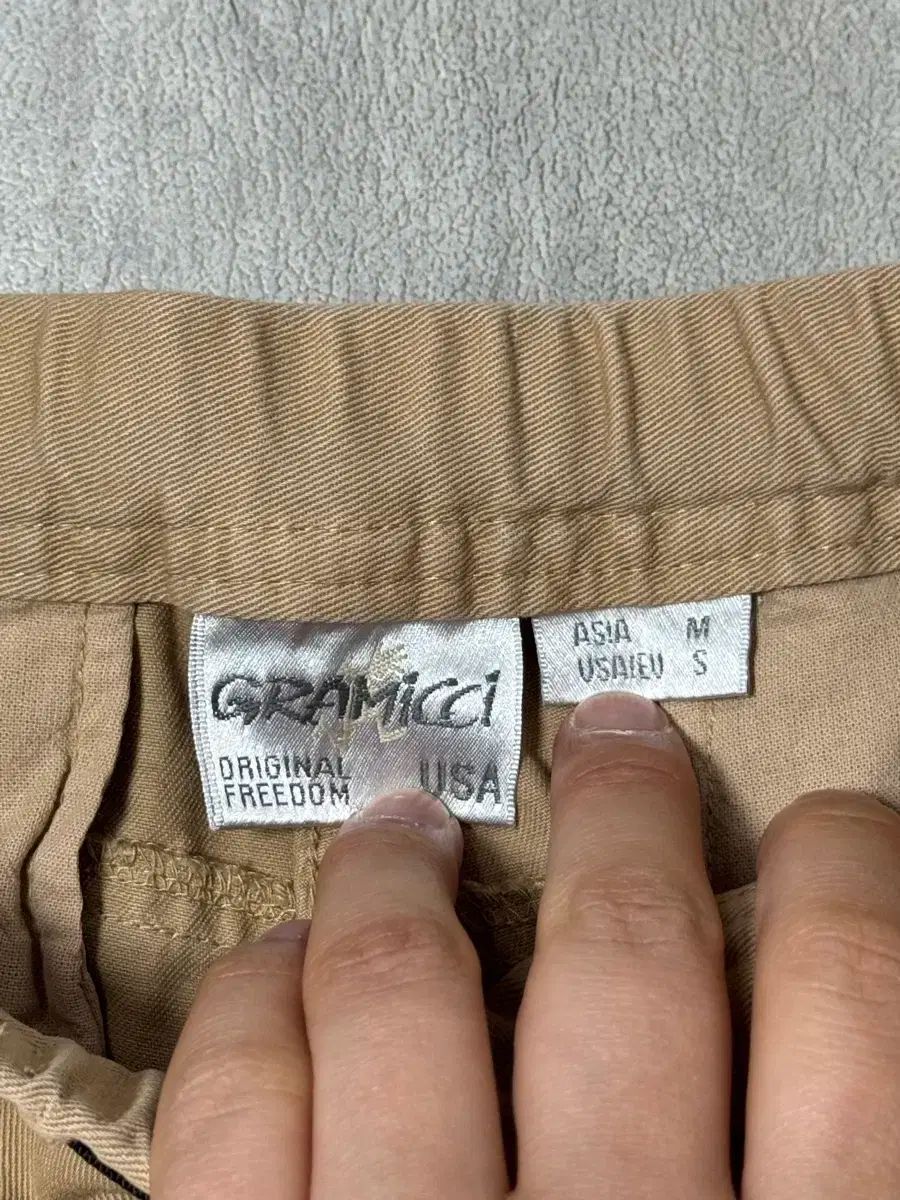 GRAMiCCi
ORIGINAL
FREEDOM
USA
ASIA M
USA/EU S